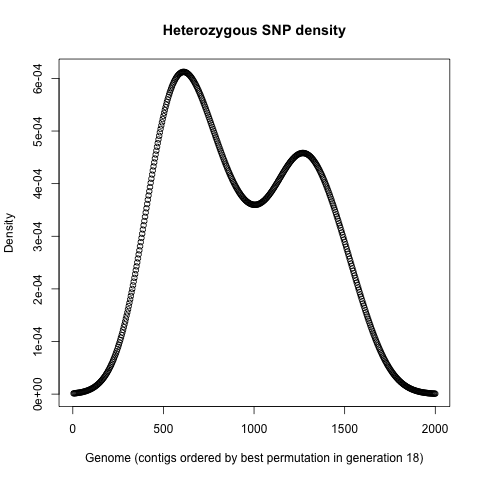 Heterozygous SNP density
6e-04
5e-04
4e-04
3e-04
2e-04
1e-04
0e+00
Density
0 500 1000 1500 2000
Genome (contigs ordered by best permutation in generation 18)